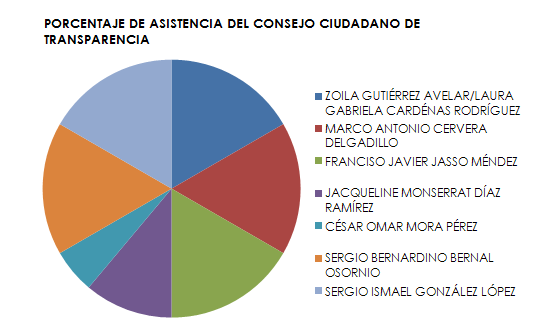 PORCENTAJE DE ASISTENCIA DEL CONSEJO CIUDADANO DE
TRANSPARENCIA
ZOILA GUTIÉRREZ AVELAR/LAURA
GABRIELA CARDÉNAS RODRÍGUEZ
MARCO ANTONIO CERVERA
DELGADILLO
FRANCISO JAVIER JASSO MÉNDEZ
JACQUELINE MONSERRAT DÍAZ
RAMÍREZ
CÉSAR OMAR MORA PÉREZ
SERGIO BERNARDINO BERNAL
OSORNIO
SERGIO ISMAEL GONZÁLEZ LÓPEZ